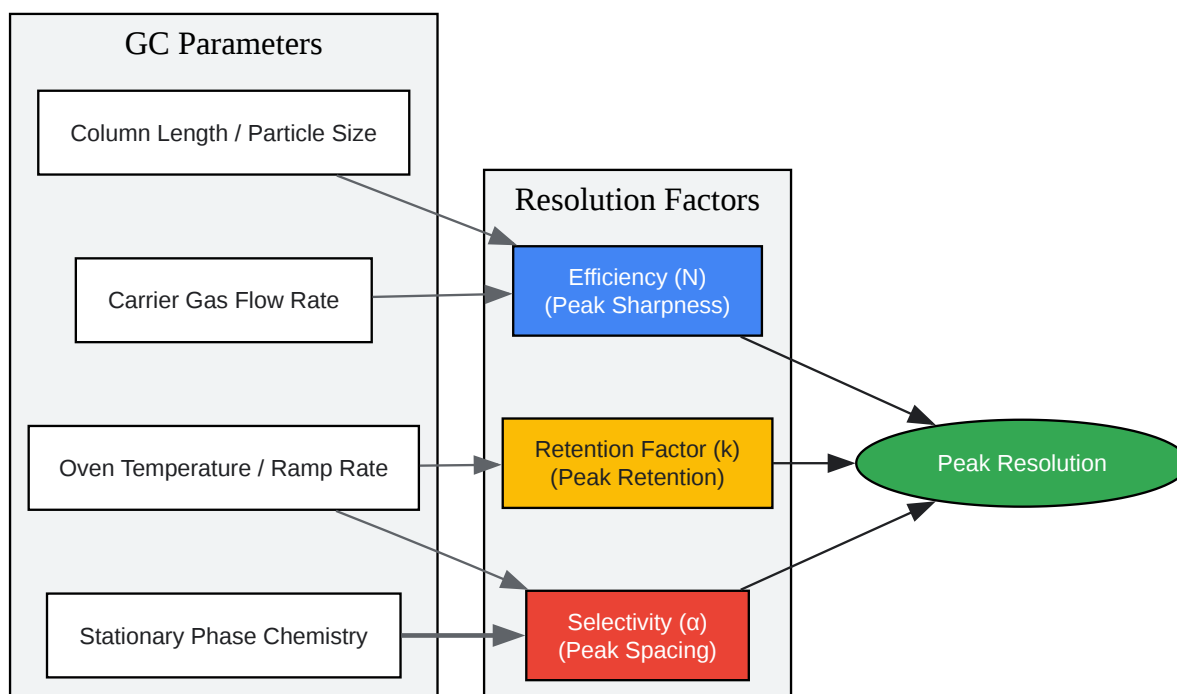 GC Parameters
Column Length / Particle Size
Carrier Gas Flow Rate
Oven Temperature / Ramp Rate
Stationary Phase Chemistry
Resolution Factors
Efficiency (N)
(Peak Sharpness)
Retention Factor (k)
(Peak Retention)
Selectivity (α)
(Peak Spacing)
Peak Resolution